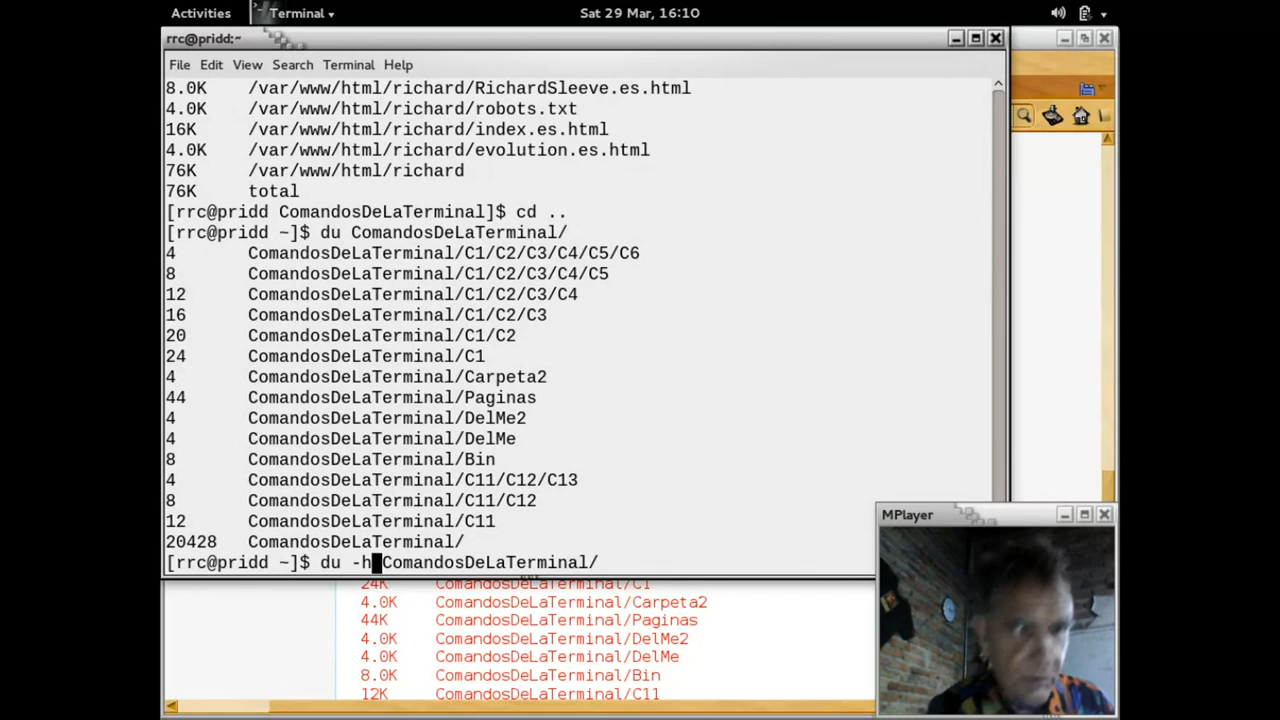 Activities Terminal Sat 29 Mar, 16:10
rrc@pridd:~
File Edit View Search Terminal Help
8.0K /var/www/html/richard/RichardSleeve.es.html
4.0K /var/www/html/richard/robots.txt
16K /var/www/html/richard/index.es.html
4.0K /var/www/html/richard/evolution.es.html
76K /var/www/html/richard
76K total
[rrc@pridd ComandosDeLaTerminal]$ cd ..
[rrc@pridd ~]$ du ComandosDeLaTerminal/
4 ComandosDeLaTerminal/C1/C2/C3/C4/C5/C6
8 ComandosDeLaTerminal/C1/C2/C3/C4/C5
12 ComandosDeLaTerminal/C1/C2/C3/C4
16 ComandosDeLaTerminal/C1/C2/C3
20 ComandosDeLaTerminal/C1/C2
24 ComandosDeLaTerminal/C1
4 ComandosDeLaTerminal/Carpeta2
44 ComandosDeLaTerminal/Paginas
4 ComandosDeLaTerminal/DelMe2
4 ComandosDeLaTerminal/DelMe
8 ComandosDeLaTerminal/Bin
4 ComandosDeLaTerminal/C11/C12/C13
8 ComandosDeLaTerminal/C11/C12
12 ComandosDeLaTerminal/C11
20428 ComandosDeLaTerminal/
[rrc@pridd ~]$ du -h ComandosDeLaTerminal/
MPlayer
24K ComandosDeLaTerminal/C1
4.0K ComandosDeLaTerminal/Carpeta2
44K ComandosDeLaTerminal/Paginas
4.0K ComandosDeLaTerminal/DelMe2
4.0K ComandosDeLaTerminal/DelMe
8.0K ComandosDeLaTerminal/Bin
12K ComandosDeLaTerminal/C11